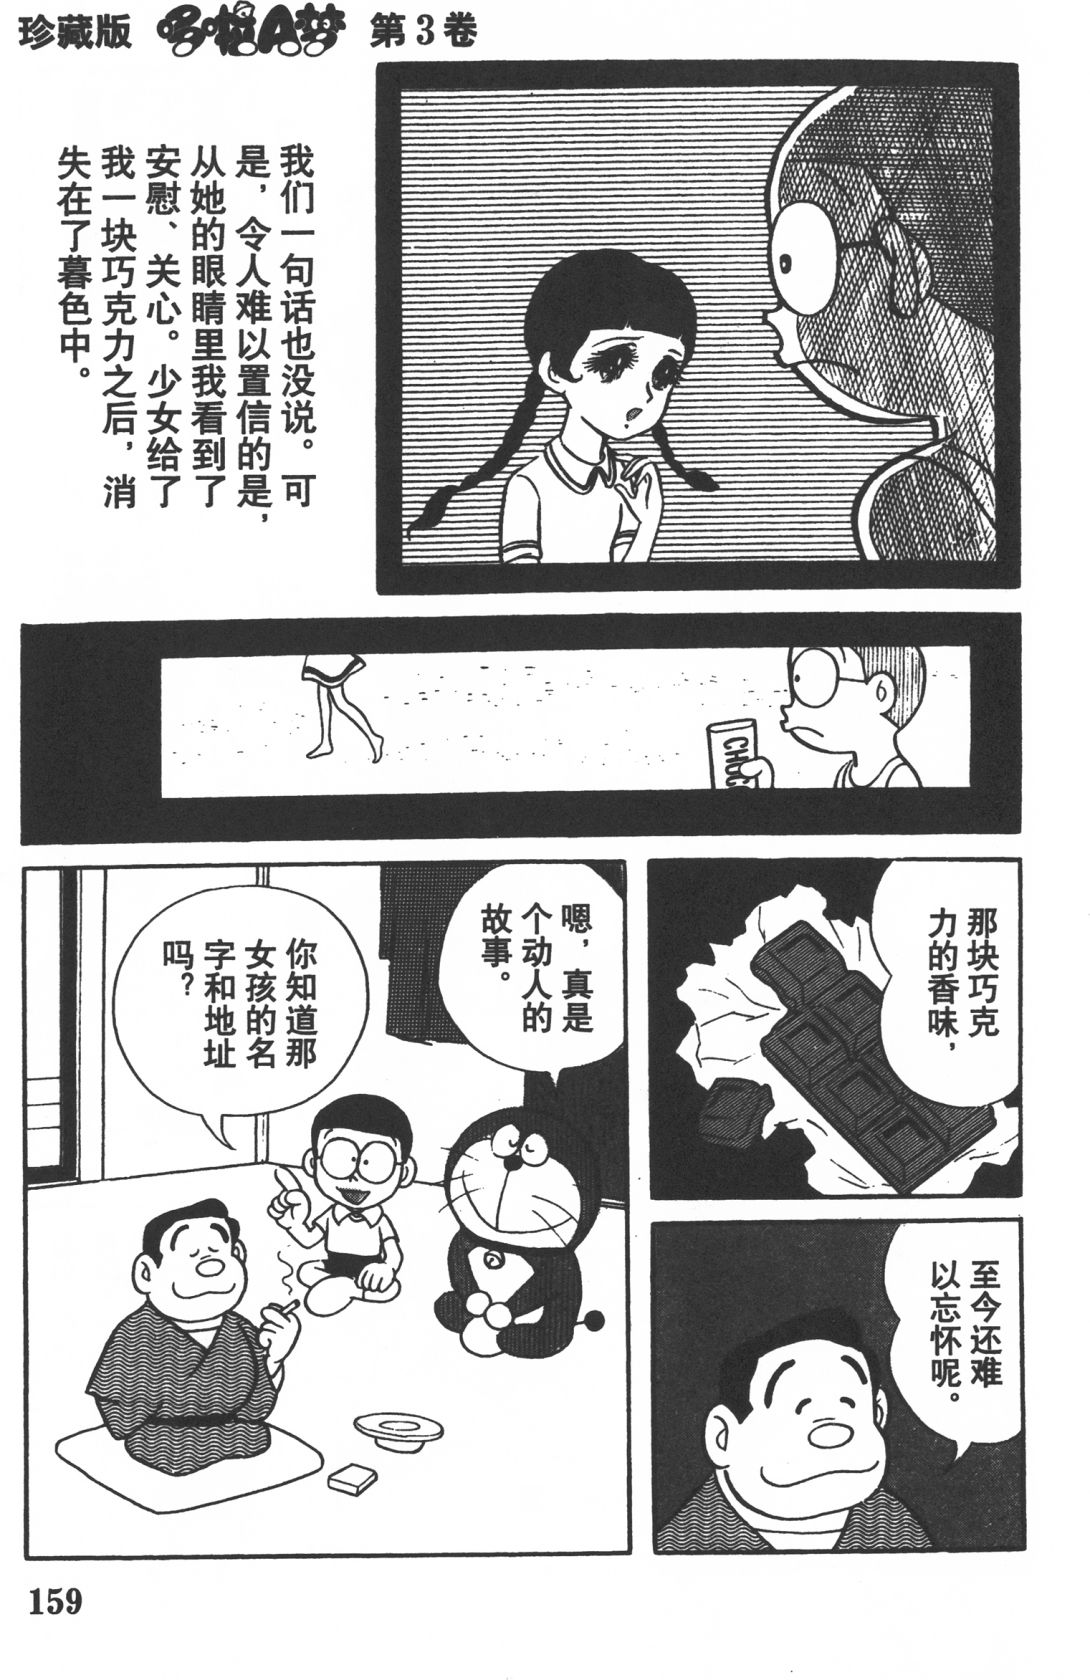 珍藏版 哆啦A梦 第3卷
我们一句话也没说。可
是，令人难以置信的是，
从她的眼睛里我看到了
安慰、关心。少女给了
我一块巧克力之后，消
失在了暮色中。
CHOC
那块巧克
力的香味，
至今还难
以忘怀呢。
嗯，真是
个动人的
故事。
你知道那
女孩的名
字和地址
吗？
159